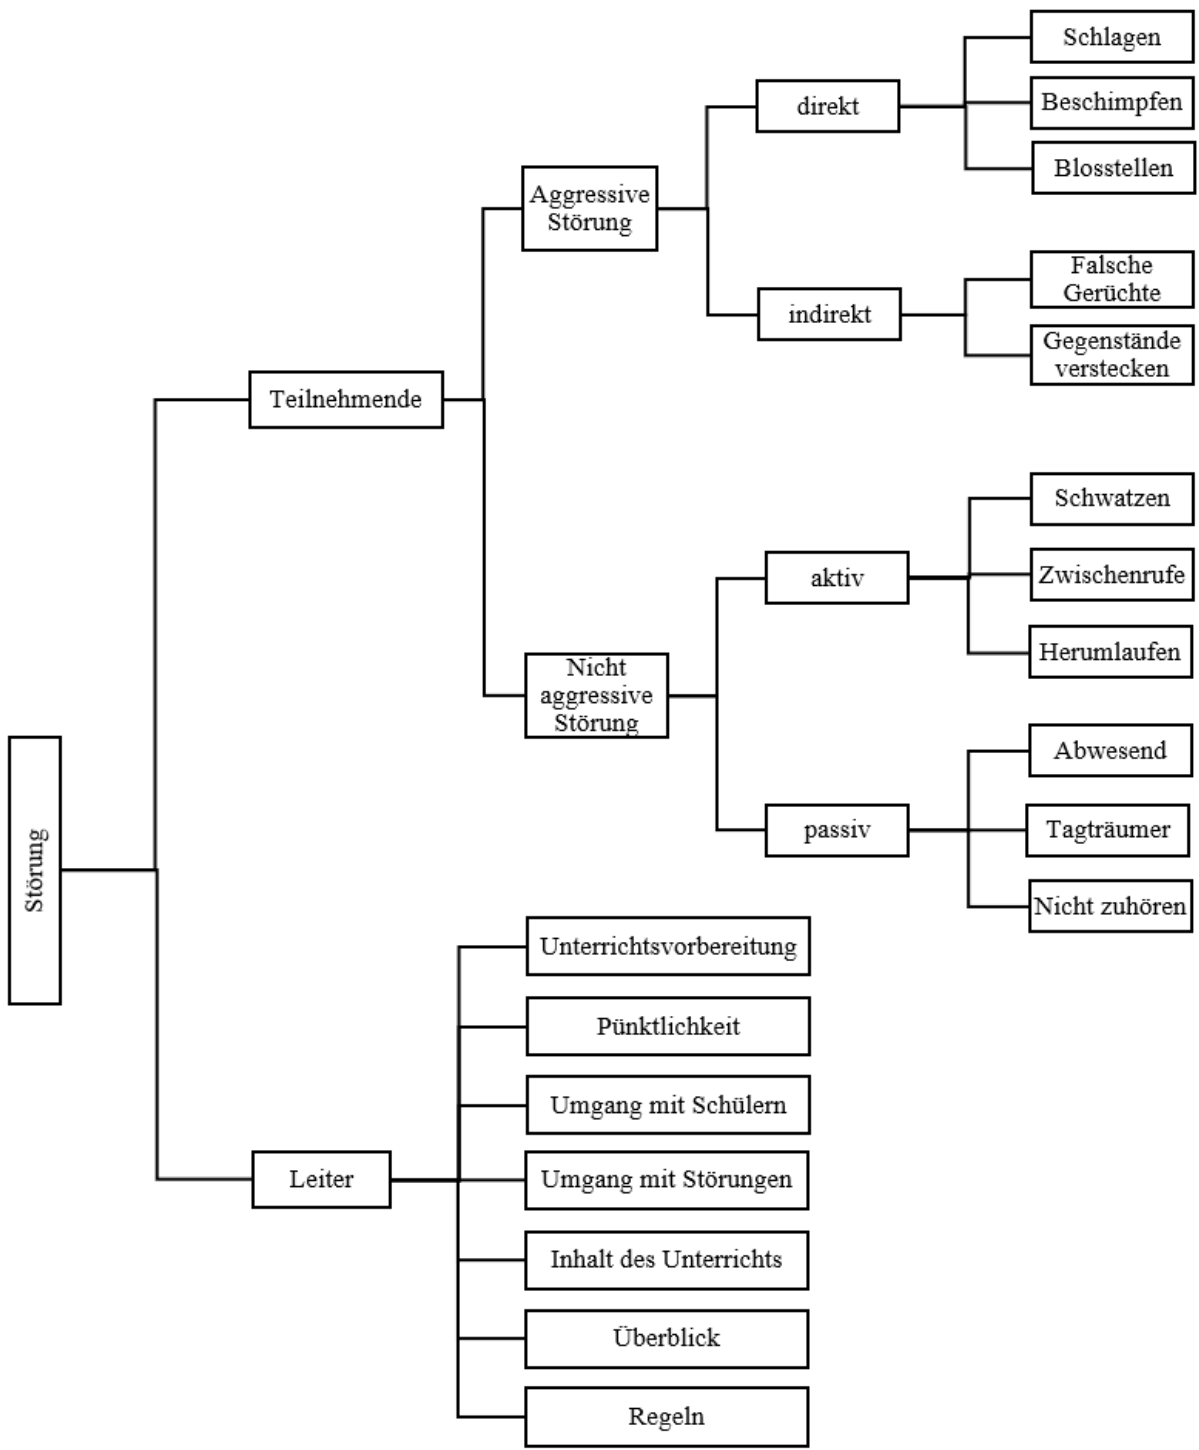 Störung
Teilnehmende
Aggressive
Störung
direkt
Schlagen
Beschimpfen
Blosstellen
indirekt
Falsche
Gerüchte
Gegenstände
verstecken
Nicht
aggressive
Störung
aktiv
Schwatzen
Zwischenrufe
Herumlaufen
passiv
Abwesend
Tagträumer
Nicht zuhören
Leiter
Unterrichtsvorbereitung
Pünktlichkeit
Umgang mit Schülern
Umgang mit Störungen
Inhalt des Unterrichts
Überblick
Regeln